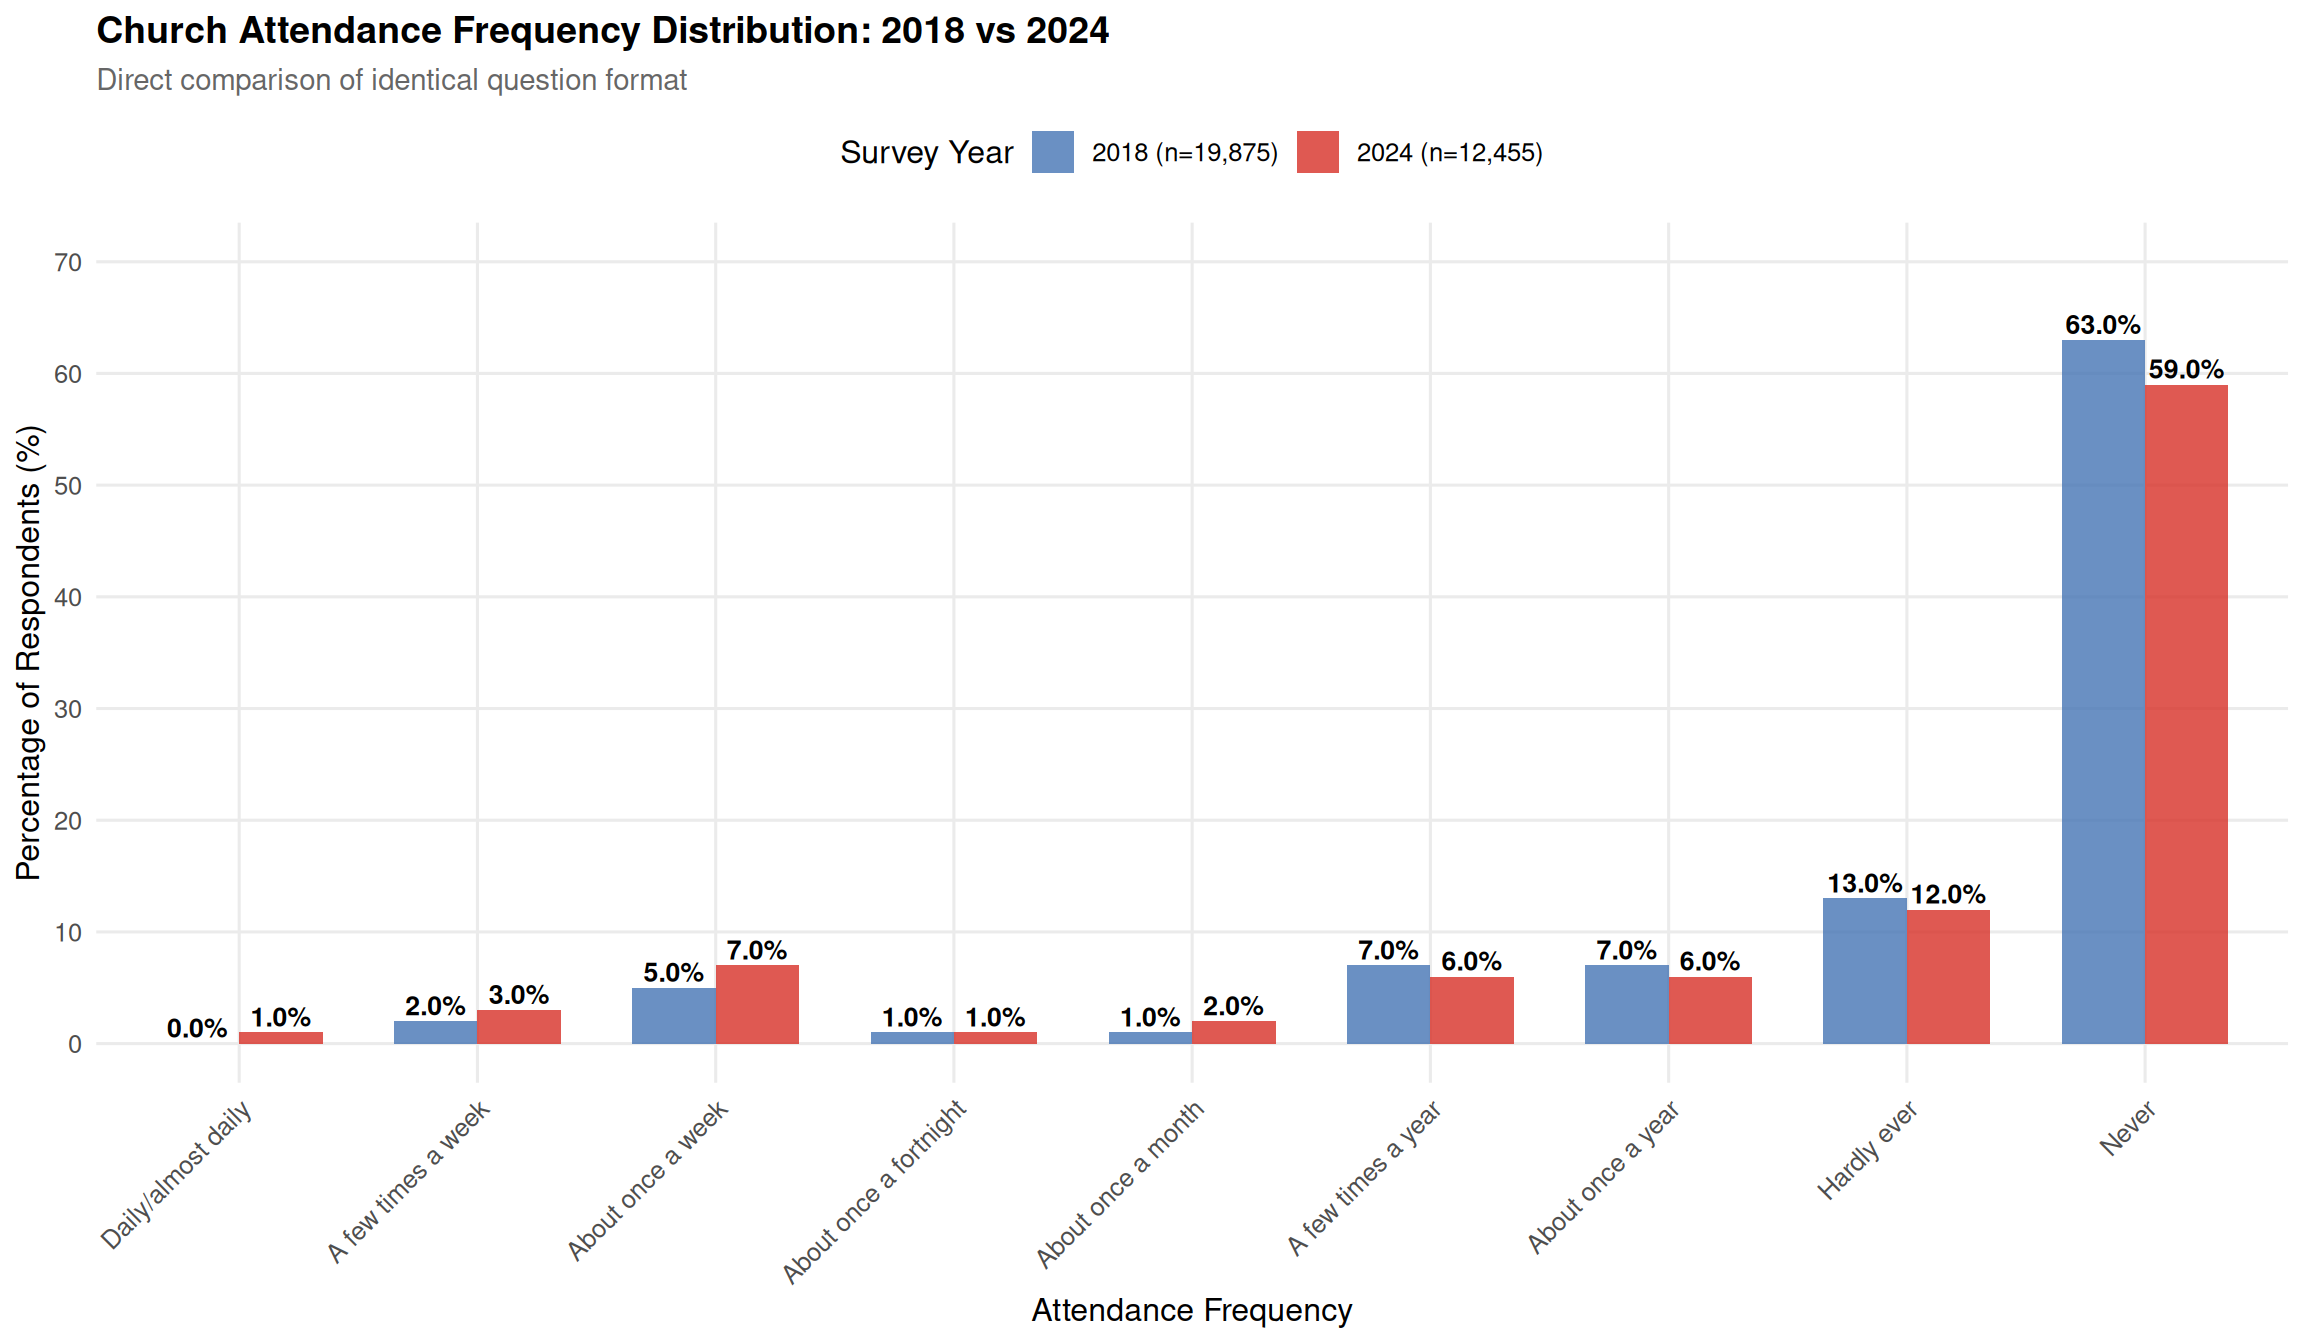 Church Attendance Frequency Distribution: 2018 vs 2024
Direct comparison of identical question format
Survey Year 2018 (n=19,875) 2024 (n=12,455)
Percentage of Respondents (%)
70
60
50
40
30
20
10
0
0.0% 1.0% 2.0% 3.0% 5.0% 7.0% 1.0% 1.0% 1.0% 2.0% 7.0% 6.0% 7.0% 6.0% 13.0% 12.0% 63.0% 59.0%
Daily/almost daily
A few times a week
About once a week
About once a fortnight
About once a month
A few times a year
About once a year
Hardly ever
Never
Attendance Frequency